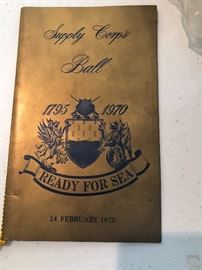 Supply Corps
Ball
1795 1970
READY FOR SEA
24 FEBRUARY 1970